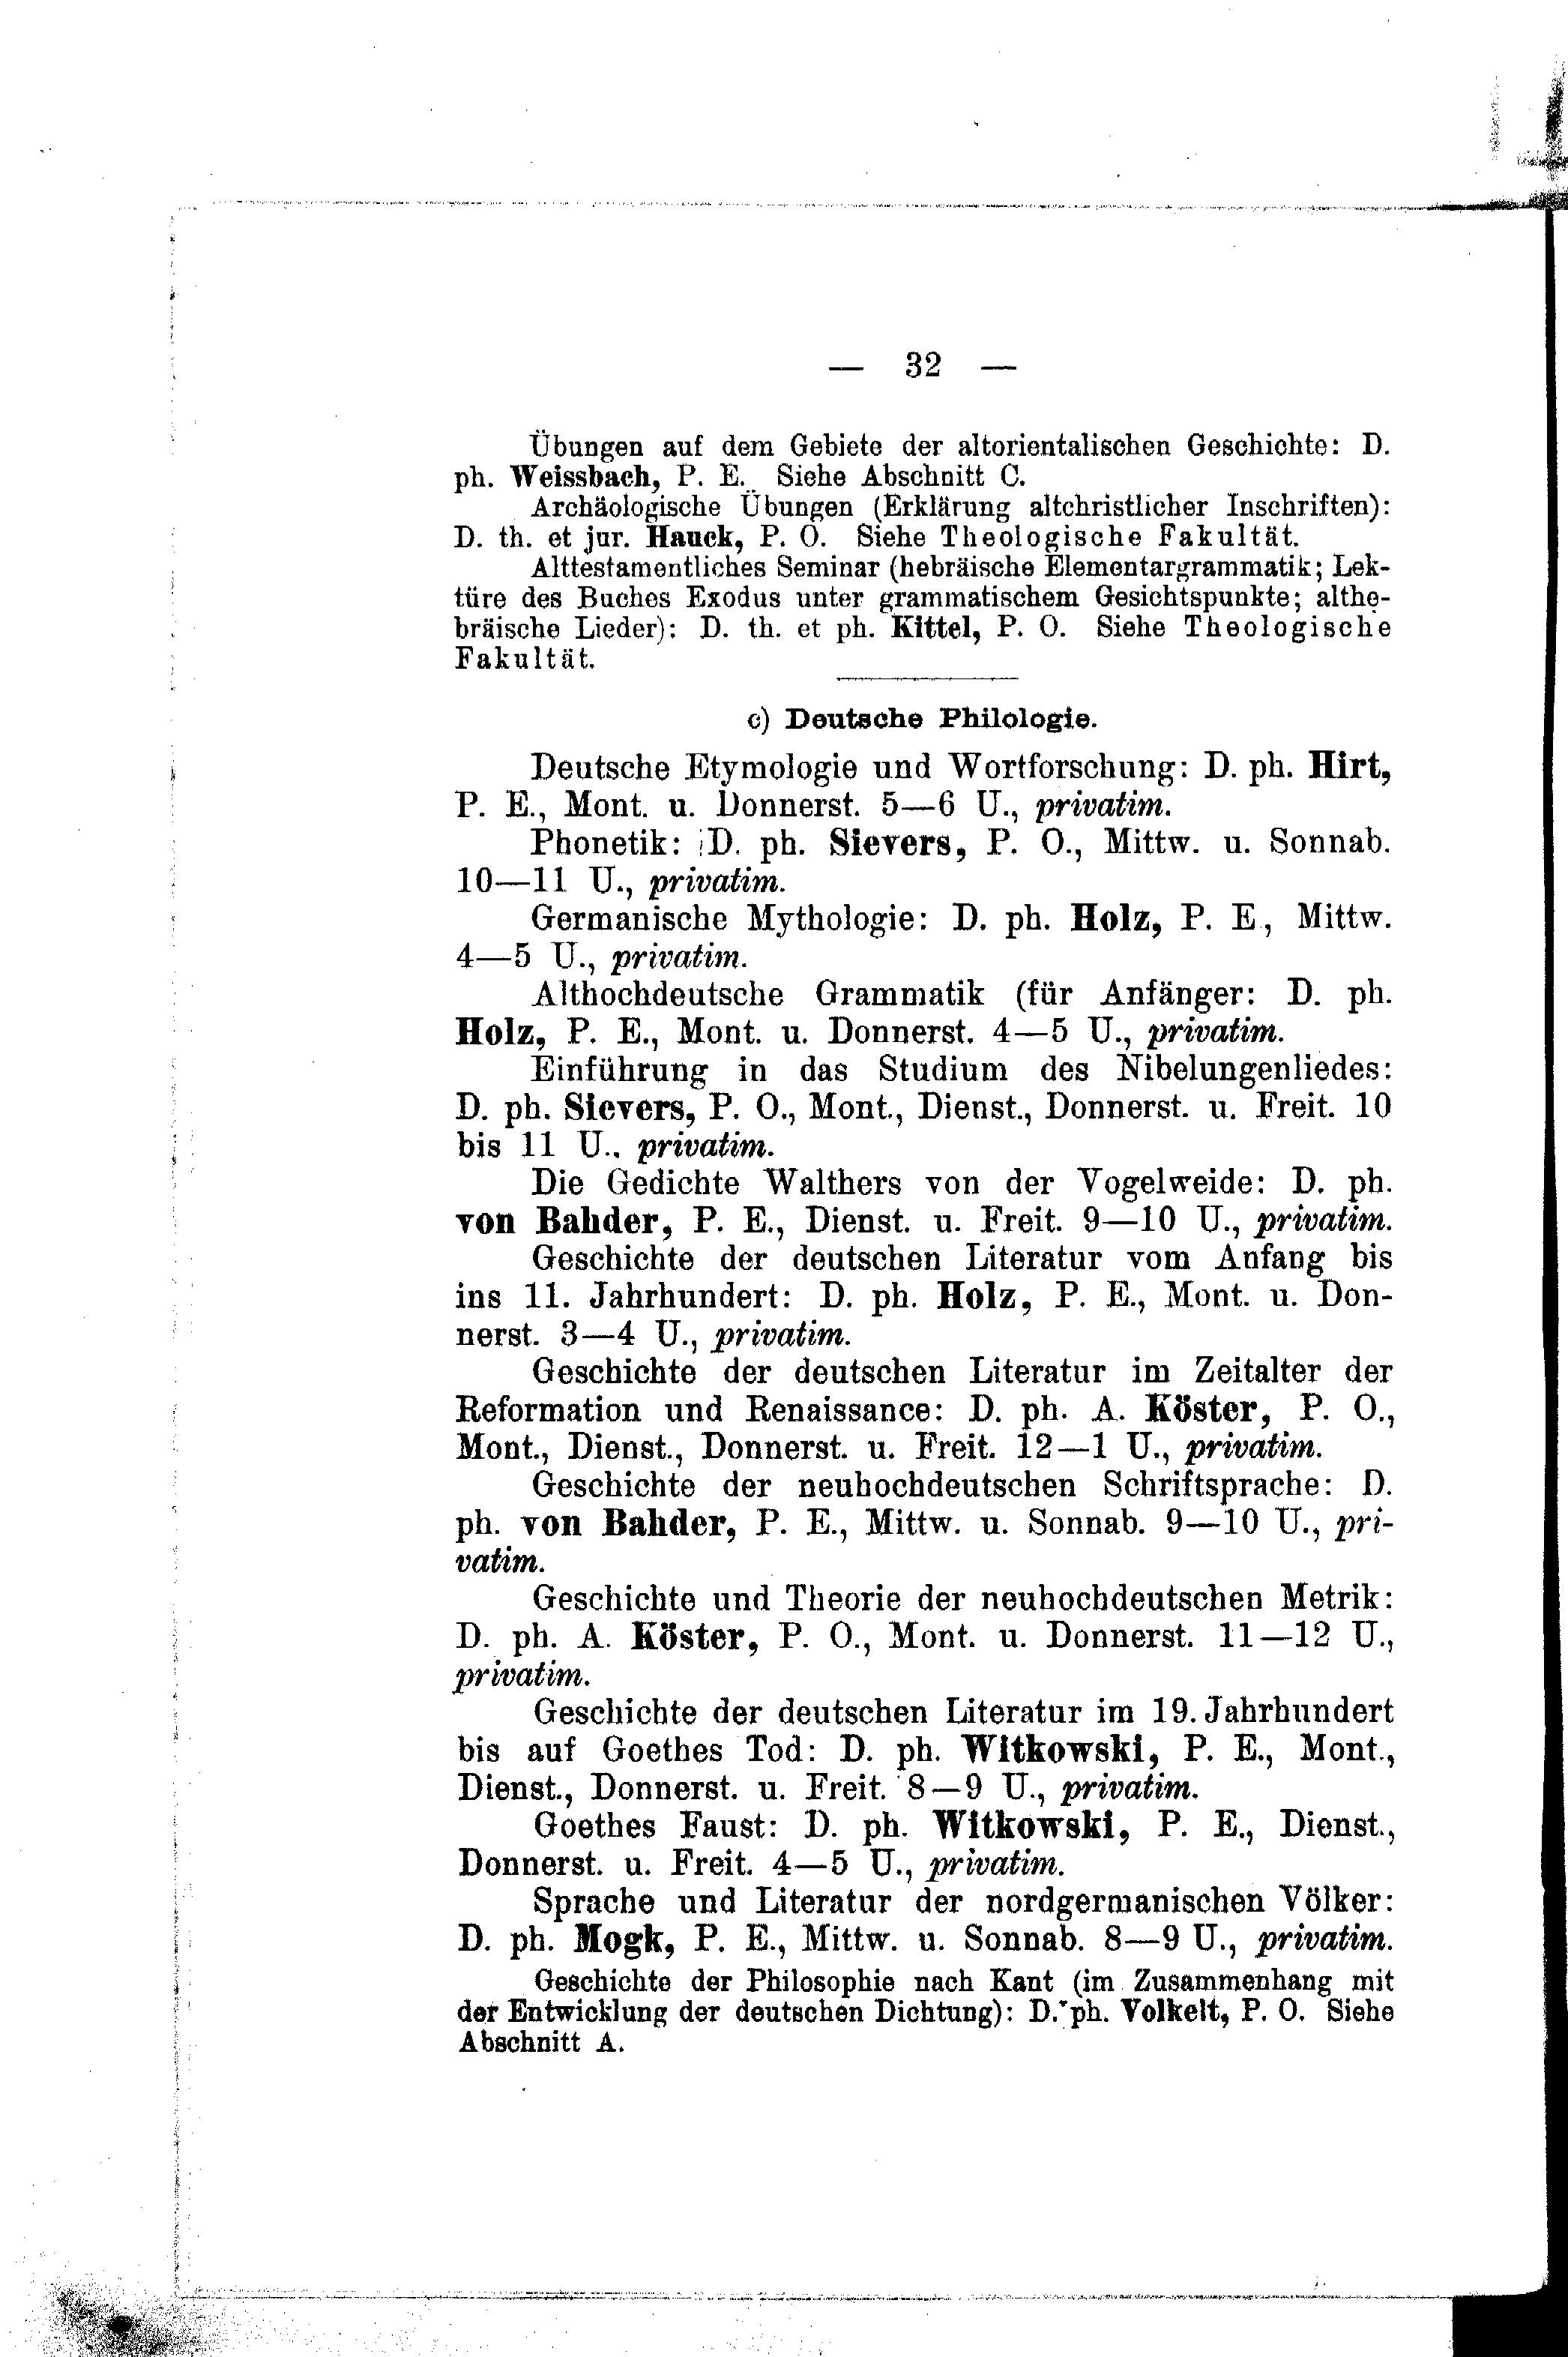 — 32 —
Übungen auf dem Gebiete der altorientalischen Geschichte: D.
ph. Weissbach, P. E. Siehe Abschnitt C.
Archäologische Übungen (Erklärung altchristlicher Inschriften):
D. th. et jur. Hauck, P. O. Siehe Theologische Fakultät.
Alttestamentliches Seminar (hebräische Elementargrammatik; Lek-
türe des Buches Exodus unter grammatischem Gesichtspunkte; althe-
bräische Lieder): D. th. et ph. Kittel, P. O. Siehe Theologische
Fakultät.
c) Deutsche Philologie.
Deutsche Etymologie und Wortforschung: D. ph. Hirt,
P. E., Mont. u. Donnerst. 5—6 U., privatim.
Phonetik: D. ph. Sievers, P. O., Mittw. u. Sonnab.
10—11 U., privatim.
Germanische Mythologie: D. ph. Holz, P. E, Mittw.
4—5 U., privatim.
Althochdeutsche Grammatik (für Anfänger: D. ph.
Holz, P. E., Mont. u. Donnerst. 4—5 U., privatim.
Einführung in das Studium des Nibelungenliedes:
D. ph. Sievers, P. O., Mont., Dienst., Donnerst. u. Freit. 10
bis 11 U., privatim.
Die Gedichte Walthers von der Vogelweide: D. ph.
von Bahder, P. E., Dienst. u. Freit. 9—10 U., privatim.
Geschichte der deutschen Literatur vom Anfang bis
ins 11. Jahrhundert: D. ph. Holz, P. E., Mont. u. Don-
nerst. 3—4 U., privatim.
Geschichte der deutschen Literatur im Zeitalter der
Reformation und Renaissance: D. ph. A. Köster, P. O.,
Mont., Dienst., Donnerst. u. Freit. 12—1 U., privatim.
Geschichte der neuhochdeutschen Schriftsprache: D.
ph. von Bahder, P. E., Mittw. u. Sonnab. 9—10 U., pri-
vatim.
Geschichte und Theorie der neuhochdeutschen Metrik:
D. ph. A. Köster, P. O., Mont. u. Donnerst. 11—12 U.,
privatim.
Geschichte der deutschen Literatur im 19. Jahrhundert
bis auf Goethes Tod: D. ph. Witkowski, P. E., Mont.,
Dienst., Donnerst. u. Freit. 8—9 U., privatim.
Goethes Faust: D. ph. Witkowski, P. E., Dienst.,
Donnerst. u. Freit. 4—5 U., privatim.
Sprache und Literatur der nordgermanischen Völker:
D. ph. Mogk, P. E., Mittw. u. Sonnab. 8—9 U., privatim.
Geschichte der Philosophie nach Kant (im Zusammenhang mit
der Entwicklung der deutschen Dichtung): D. ph. Volkelt, P. O. Siehe
Abschnitt A.